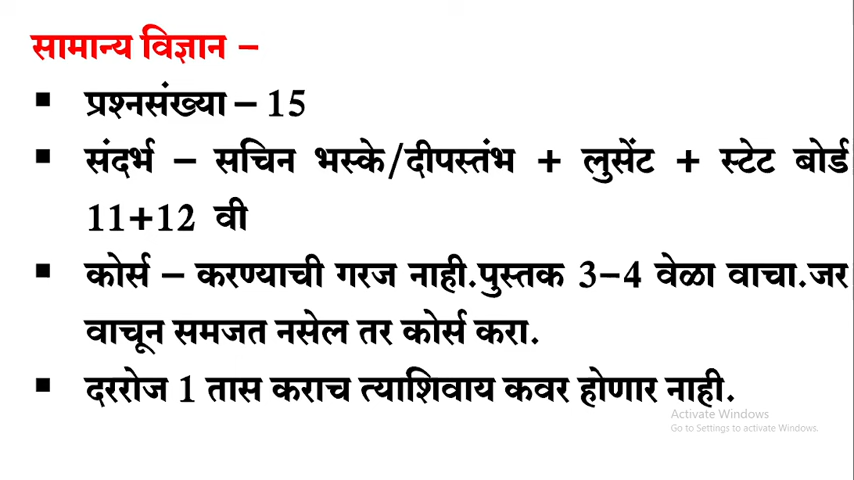 सामान्य विज्ञान –
▪ प्रश्नसंख्या – 15
▪ संदर्भ – सचिन भस्के/दीपस्तंभ + लुसेंट + स्टेट बोर्ड
11+12 वी
▪ कोर्स – करण्याची गरज नाही.पुस्तक 3–4 वेळा वाचा.जर
वाचून समजत नसेल तर कोर्स करा.
▪ दररोज 1 तास कराच त्याशिवाय कवर होणार नाही.
Activate Windows
Go to Settings to activate Windows.